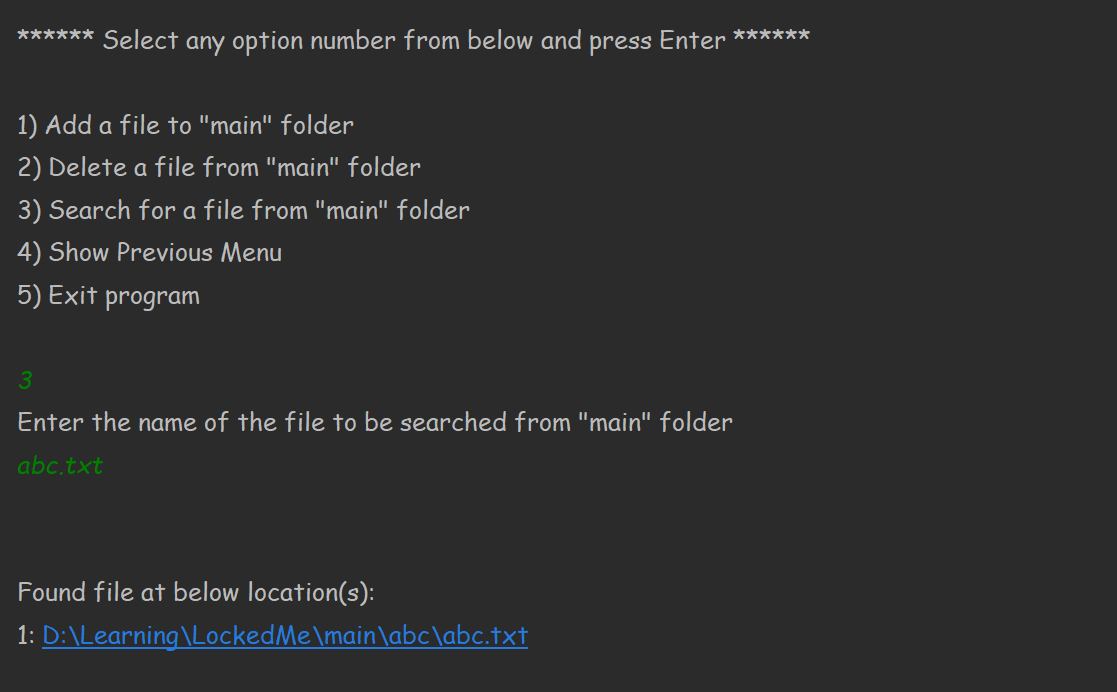 ****** Select any option number from below and press Enter ******
1) Add a file to "main" folder
2) Delete a file from "main" folder
3) Search for a file from "main" folder
4) Show Previous Menu
5) Exit program
3
Enter the name of the file to be searched from "main" folder
abc.txt
Found file at below location(s):
1: D:\Learning\LockedMe\main\abc\abc.txt